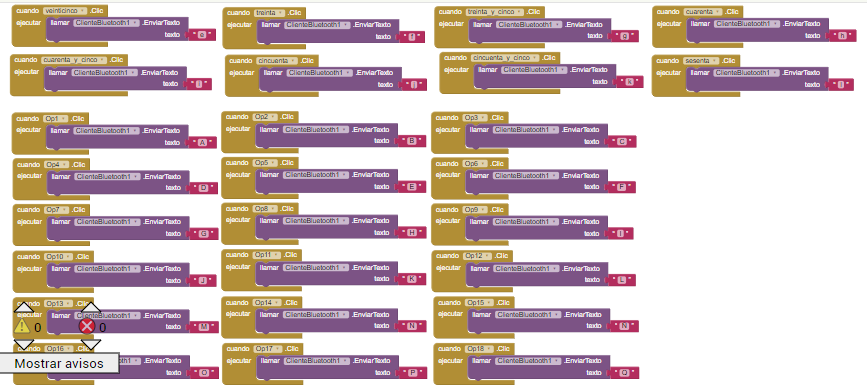 cuando veinticinco .Clic
ejecutar llamar ClienteBluetooth1 .EnviarTexto
texto " "
cuando treinta .Clic
ejecutar llamar ClienteBluetooth1 .EnviarTexto
texto " f "
cuando treinta_y_cinco .Clic
ejecutar llamar ClienteBluetooth1 .EnviarTexto
texto " g "
cuando cuarenta .Clic
ejecutar llamar ClienteBluetooth1 .EnviarTexto
texto " h "
cuando cuarenta_y_cinco .Clic
ejecutar llamar ClienteBluetooth1 .EnviarTexto
texto " i "
cuando cincuenta .Clic
ejecutar llamar ClienteBluetooth1 .EnviarTexto
texto " j "
cuando cincuenta_y_cinco .Clic
ejecutar llamar ClienteBluetooth1 .EnviarTexto
texto " k "
cuando sesenta .Clic
ejecutar llamar ClienteBluetooth1 .EnviarTexto
texto " l "
cuando Op1 .Clic
ejecutar llamar ClienteBluetooth1 .EnviarTexto
texto " A "
cuando Op2 .Clic
ejecutar llamar ClienteBluetooth1 .EnviarTexto
texto " B "
cuando Op3 .Clic
ejecutar llamar ClienteBluetooth1 .EnviarTexto
texto " C "
cuando Op4 .Clic
ejecutar llamar ClienteBluetooth1 .EnviarTexto
texto " D "
cuando Op5 .Clic
ejecutar llamar ClienteBluetooth1 .EnviarTexto
texto " E "
cuando Op6 .Clic
ejecutar llamar ClienteBluetooth1 .EnviarTexto
texto " F "
cuando Op7 .Clic
ejecutar llamar ClienteBluetooth1 .EnviarTexto
texto " G "
cuando Op8 .Clic
ejecutar llamar ClienteBluetooth1 .EnviarTexto
texto " H "
cuando Op9 .Clic
ejecutar llamar ClienteBluetooth1 .EnviarTexto
texto " I "
cuando Op10 .Clic
ejecutar llamar ClienteBluetooth1 .EnviarTexto
texto " J "
cuando Op11 .Clic
ejecutar llamar ClienteBluetooth1 .EnviarTexto
texto " K "
cuando Op12 .Clic
ejecutar llamar ClienteBluetooth1 .EnviarTexto
texto " L "
cuando Op13 .Clic
ejecutar llamar ClienteBluetooth1 .EnviarTexto
texto " M "
0 0
cuando Op14 .Clic
ejecutar llamar ClienteBluetooth1 .EnviarTexto
texto " N "
cuando Op15 .Clic
ejecutar llamar ClienteBluetooth1 .EnviarTexto
texto " "
cuando Op16 .Clic
.EnviarTexto
texto " O "
Mostrar avisos
cuando Op17 .Clic
ejecutar llamar ClienteBluetooth1 .EnviarTexto
texto " P "
cuando Op18 .Clic
ejecutar llamar ClienteBluetooth1 .EnviarTexto
texto " Q "